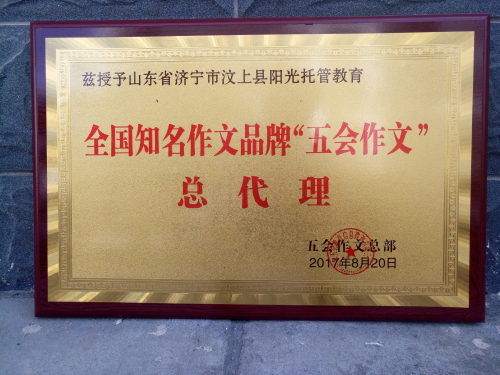 兹授予山东省济宁市汶上县阳光托管教育
全国知名作文品牌“五会作文”
总代理
五会作文总部
2017年8月20日